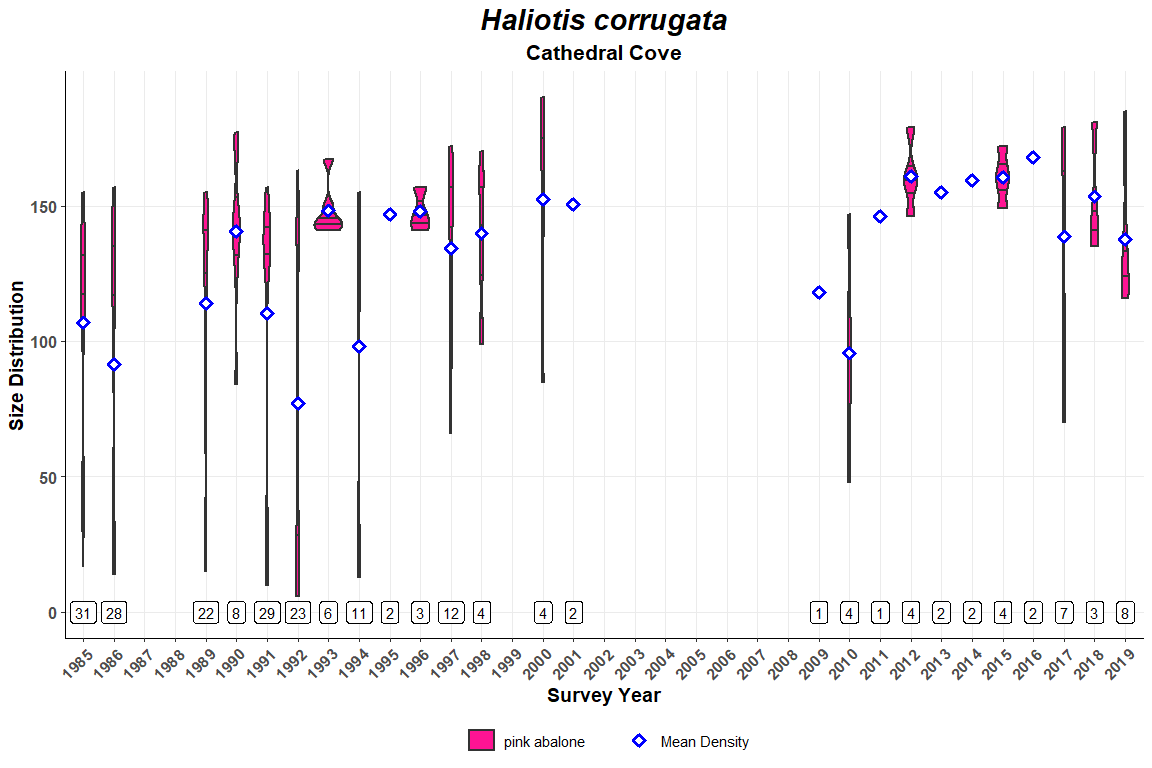 Haliotis corrugata
Cathedral Cove
Size Distribution
150
100
50
0
31 28 22 8 29 23 6 11 2 3 12 4 4 2 1 4 1 4 2 2 4 2 7 3 8
1985 1986 1987 1988 1989 1990 1991 1992 1993 1994 1995 1996 1997 1998 1999 2000 2001 2002 2003 2004 2005 2006 2007 2008 2009 2010 2011 2012 2013 2014 2015 2016 2017 2018 2019
Survey Year
pink abalone Mean Density